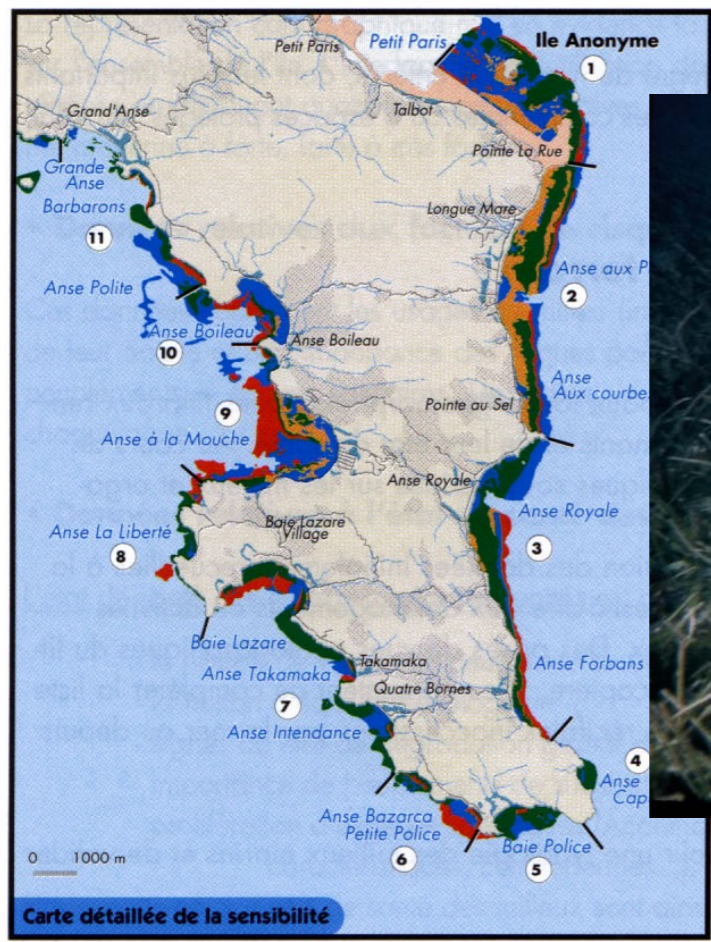 Petit Paris
Petit Paris
Ile Anonyme
1
Grand'Anse
Talbot
Pointe La Rue
Grande
Anse
Barbarons
Longue Mare
11
Anse aux P
2
Anse Polite
Anse Boileau
Anse Boileau
10
Anse
Aux courbes
9
Pointe au Sel
Anse à la Mouche
Anse Royale
Anse Royale
Anse La Liberté
Baie Lazare
Village
8
3
Baie Lazare
Anse Takamaka
Takamaka
Anse Forbans
Quatre Bornes
7
Anse Intendance
4
Anse
Cap
Anse Bazarca
Petite Police
Baie Police
6
5
0 1000 m
Carte détaillée de la sensibilité